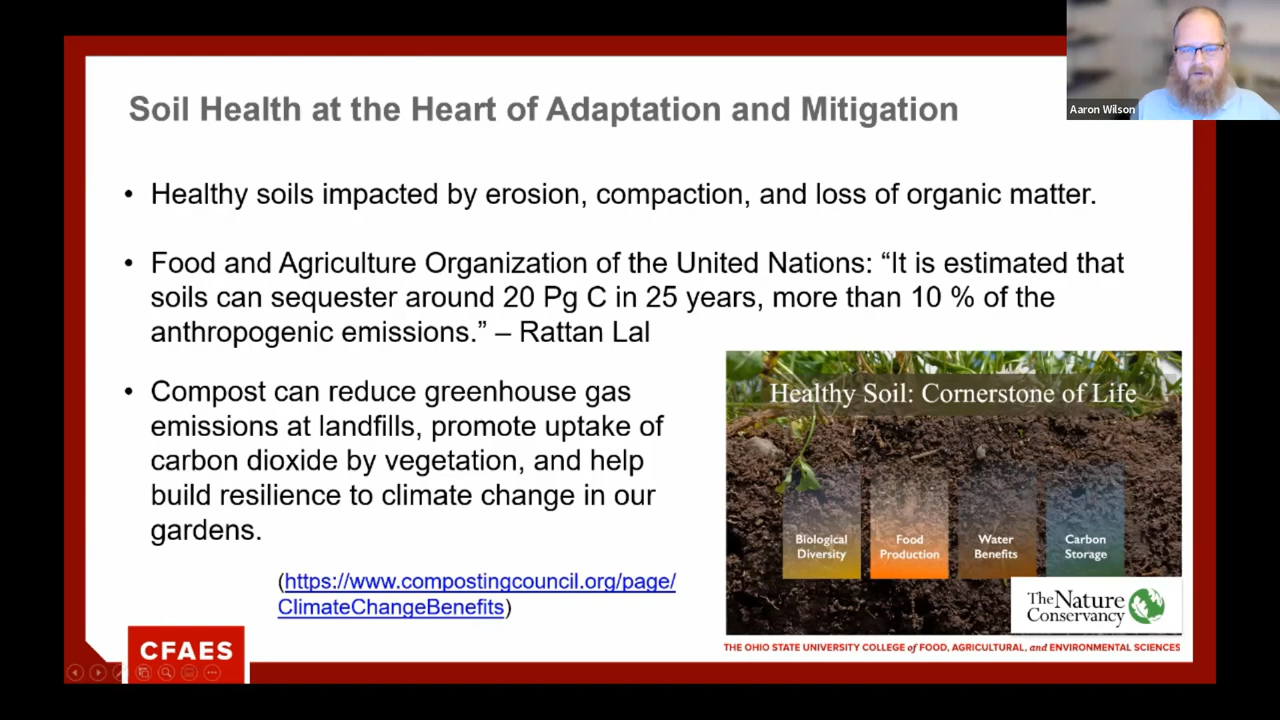 Aaron Wilson
Soil Health at the Heart of Adaptation and Mitigation
• Healthy soils impacted by erosion, compaction, and loss of organic matter.
• Food and Agriculture Organization of the United Nations: “It is estimated that
soils can sequester around 20 Pg C in 25 years, more than 10 % of the
anthropogenic emissions.” – Rattan Lal
• Compost can reduce greenhouse gas
emissions at landfills, promote uptake of
carbon dioxide by vegetation, and help
build resilience to climate change in our
gardens.
(https://www.compostingcouncil.org/page/
ClimateChangeBenefits)
Healthy Soil: Cornerstone of Life
Biological
Diversity
Food
Production
Water
Benefits
Carbon
Storage
The Nature
Conservancy
CFAES
THE OHIO STATE UNIVERSITY COLLEGE of FOOD, AGRICULTURAL, and ENVIRONMENTAL SCIENCES